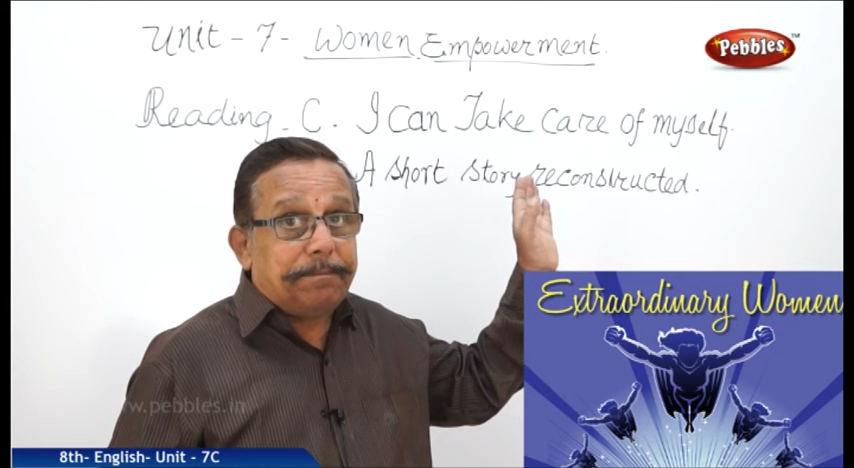 Unit - 7 - Women Empowerment.
Pebbles™
Reading - C. I can Take care of myself.
A short story reconstructed.
Extraordinary Women
www.pebbles.in
8th- English- Unit - 7C